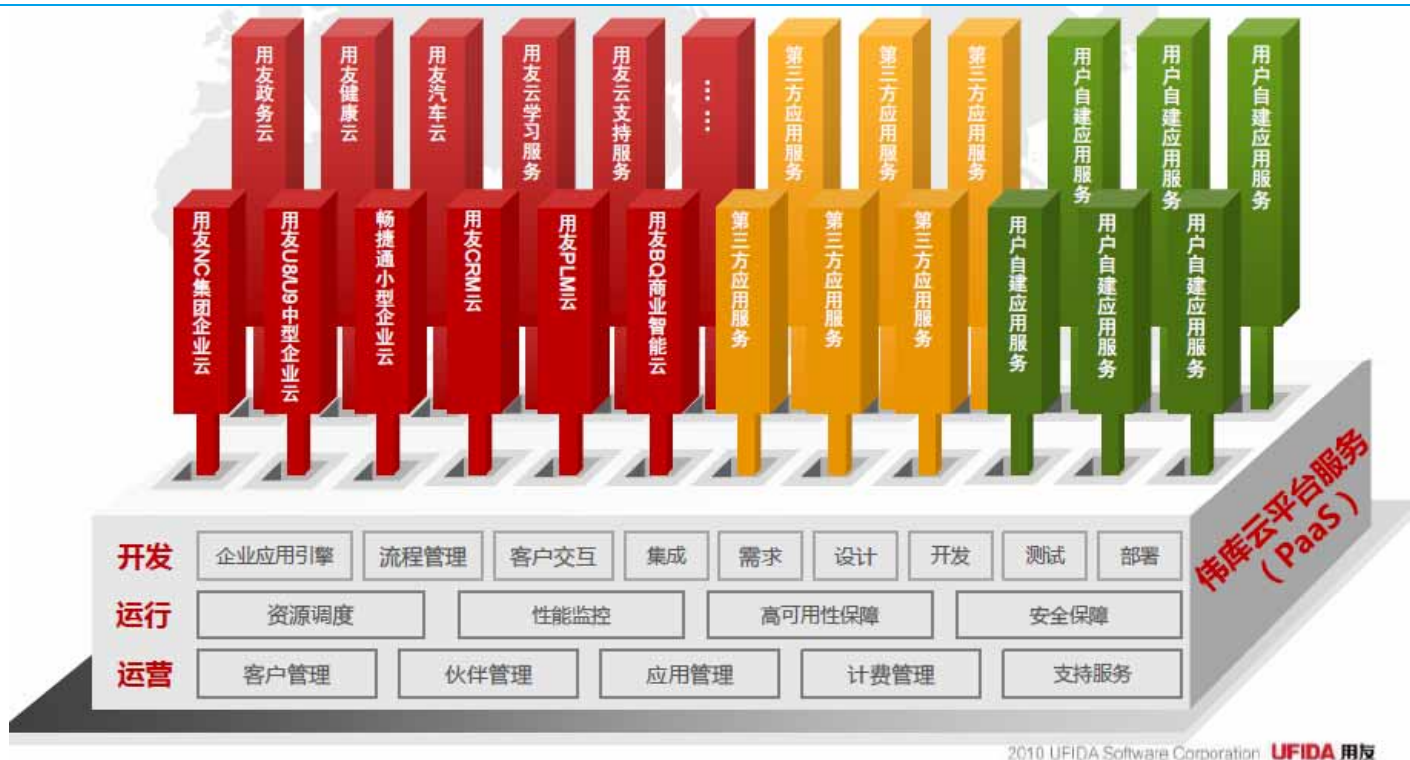 用友政务云
用友健康云
用友汽车云
用友云学习服务
用友云支持服务
……
第三方应用服务
第三方应用服务
第三方应用服务
用户自建应用服务
用户自建应用服务
用户自建应用服务
用友NC集团企业云
用友U8/U9中型企业云
畅捷通小型企业云
用友CRM云
用友PLM云
用友BQ商业智能云
第三方应用服务
第三方应用服务
第三方应用服务
用户自建应用服务
用户自建应用服务
用户自建应用服务
伟库云平台服务
（PaaS）
开发 企业应用引擎 流程管理 客户交互 集成 需求 设计 开发 测试 部署
运行 资源调度 性能监控 高可用性保障 安全保障
运营 客户管理 伙伴管理 应用管理 计费管理 支持服务
2010 UFIDA Software Corporation UFIDA 用友